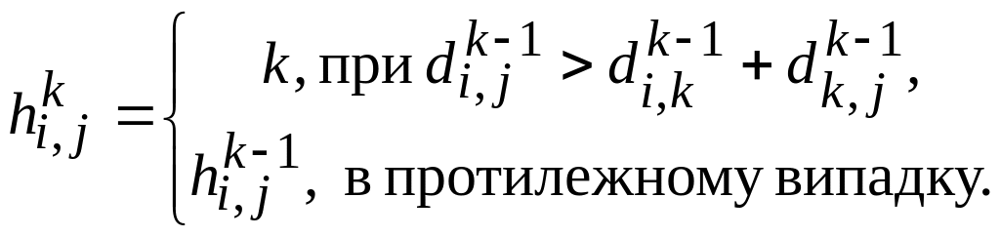 h^k_{i,j} = { k, при d^{k-1}_{i,j} > d^{k-1}_{i,k} + d^{k-1}_{k,j},
h^{k-1}_{i,j}, в протилежному випадку.